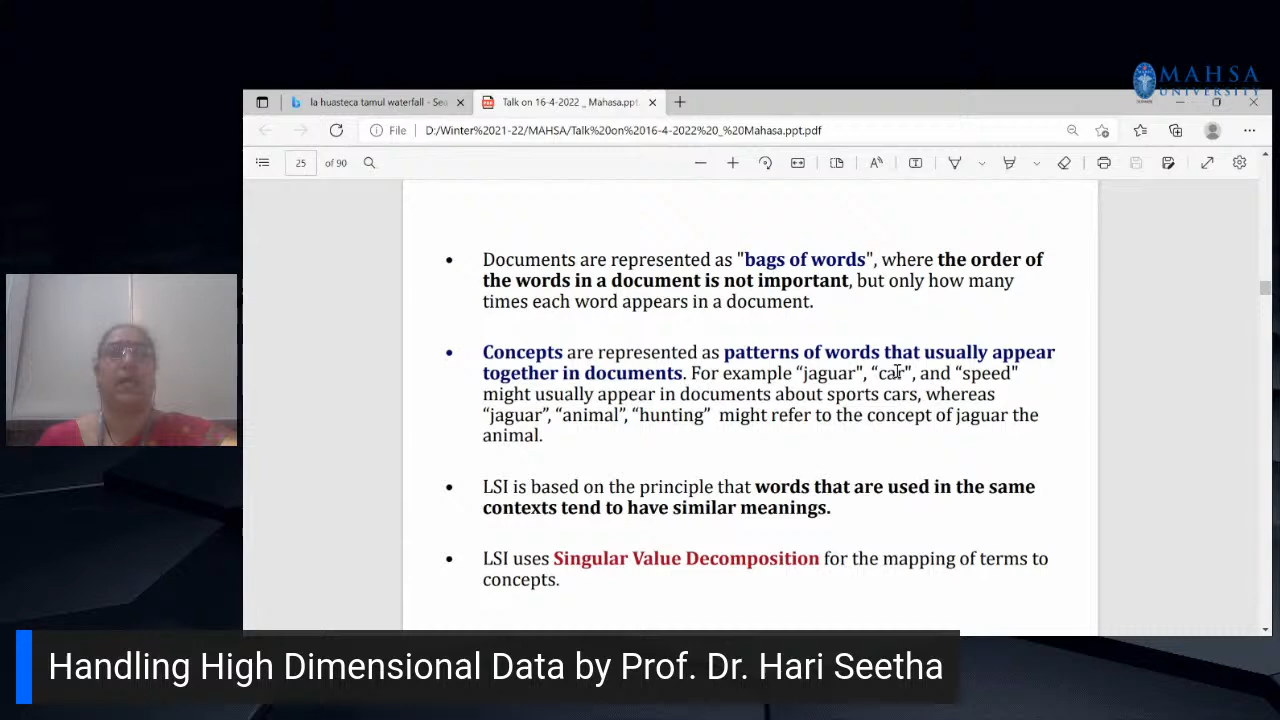 MAHSA
UNIVERSITY
la huasteca tamul waterfall - Sea
Talk on 16-4-2022 _ Mahasa.ppt.
File
D:/Winter%2021-22/MAHSA/Talk%20on%2016-4-2022%20_%20Mahasa.ppt.pdf
25 of 90
• Documents are represented as "bags of words", where the order of
the words in a document is not important, but only how many
times each word appears in a document.
• Concepts are represented as patterns of words that usually appear
together in documents. For example “jaguar", “car", and “speed"
might usually appear in documents about sports cars, whereas
“jaguar”, “animal”, “hunting” might refer to the concept of jaguar the
animal.
• LSI is based on the principle that words that are used in the same
contexts tend to have similar meanings.
• LSI uses Singular Value Decomposition for the mapping of terms to
concepts.
Handling High Dimensional Data by Prof. Dr. Hari Seetha